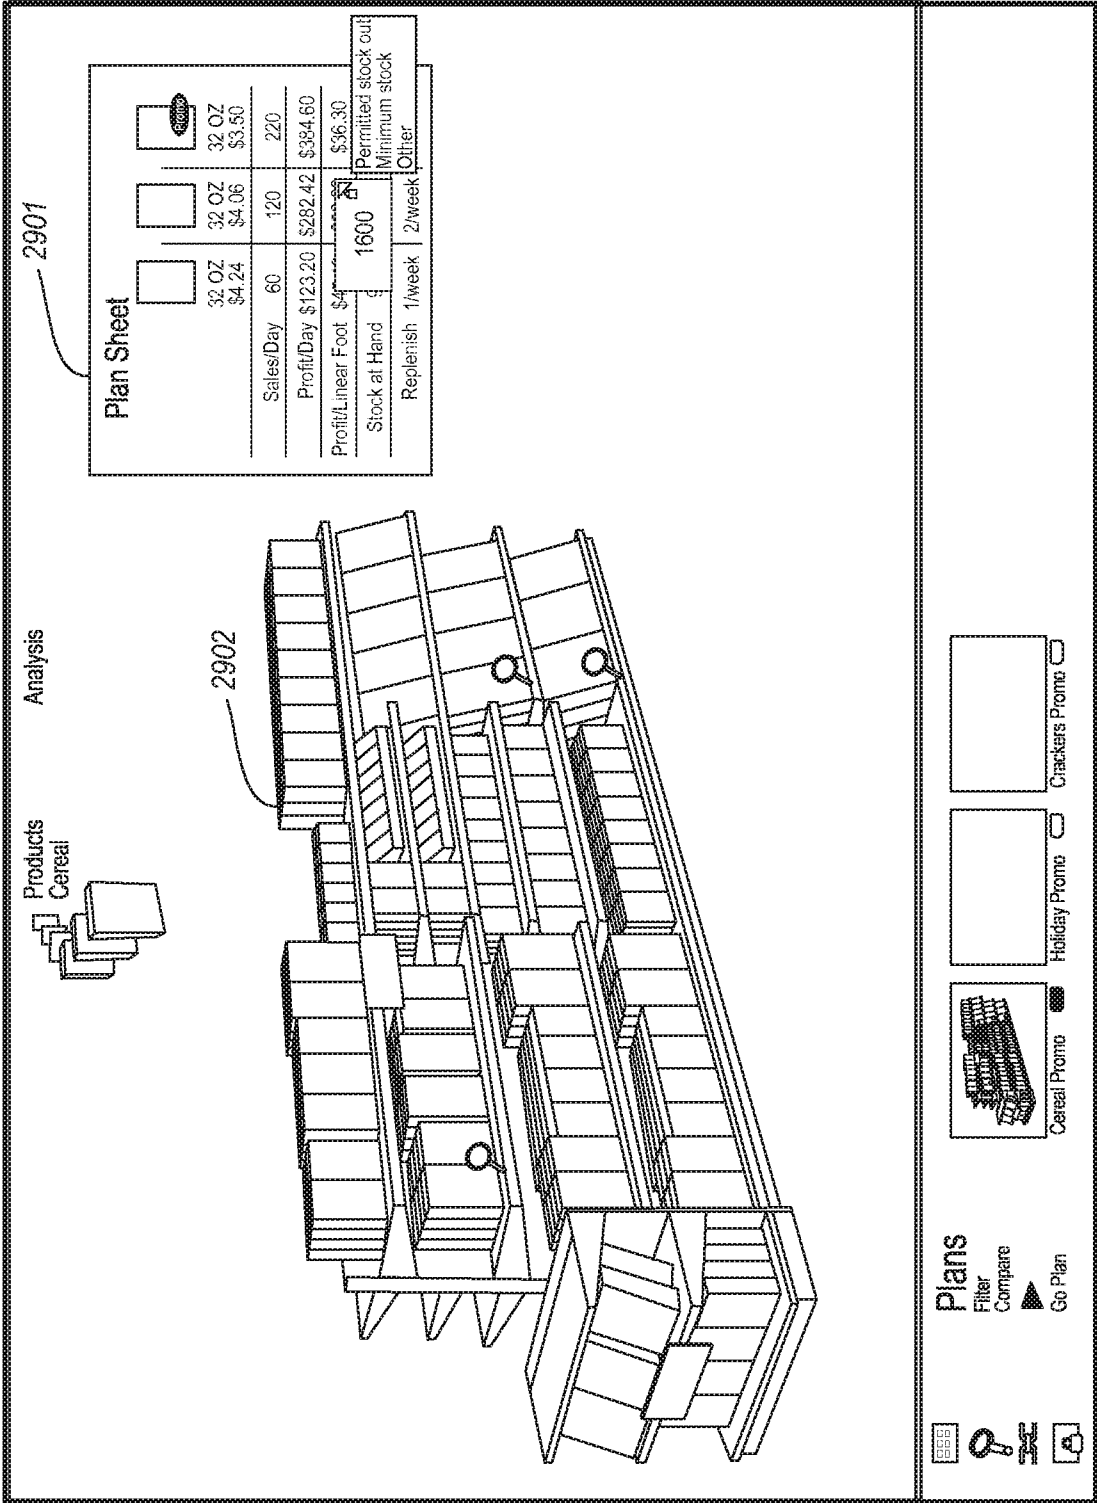 Products
Cereal
Analysis
2901
2902
Plan Sheet
Promo
32 OZ 32 OZ 32 OZ
$4.24 $4.06 $3.50
Sales/Day 60 120 220
Profit/Day $123.20 $282.42 $384.60
Profit/Linear Foot $4 $36.30
Stock at Hand 9
1600
Permitted stock out
Minimum stock
Other
Replenish 1/week 2/week
Plans
Filter
Compare
Go Plan
Cereal Promo
Holiday Promo
Crackers Promo